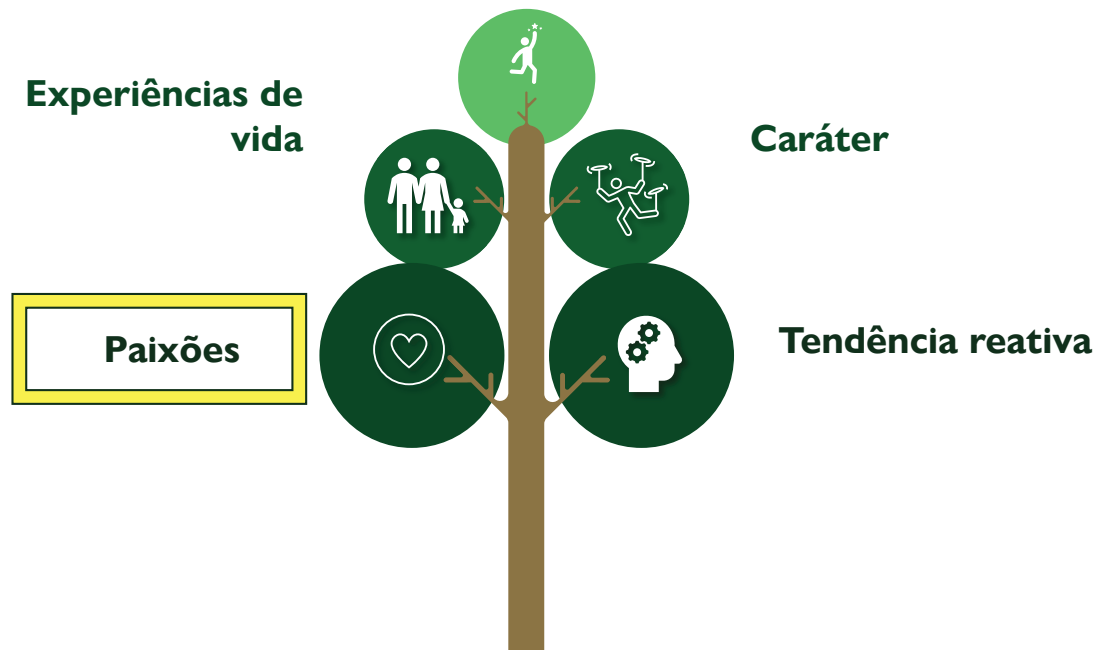 Experiências de
vida
Caráter
Paixões
Tendência reativa